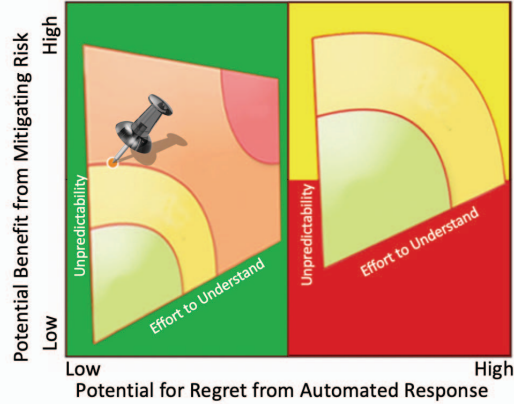 High
Potential Benefit from Mitigating Risk
Unpredictability
Effort to Understand
Unpredictability
Effort to Understand
Low
Low
High
Potential for Regret from Automated Response